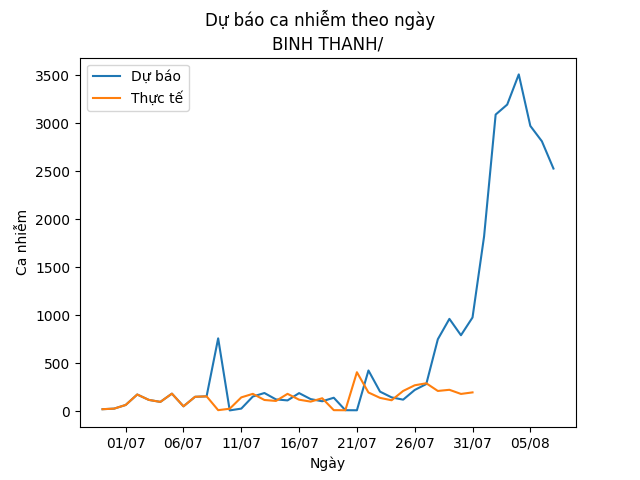 Dự báo ca nhiễm theo ngày
BINH THANH/
Dự báo
Thực tế
3500
3000
2500
2000
1500
1000
500
0
Ca nhiễm
01/07 06/07 11/07 16/07 21/07 26/07 31/07 05/08
Ngày